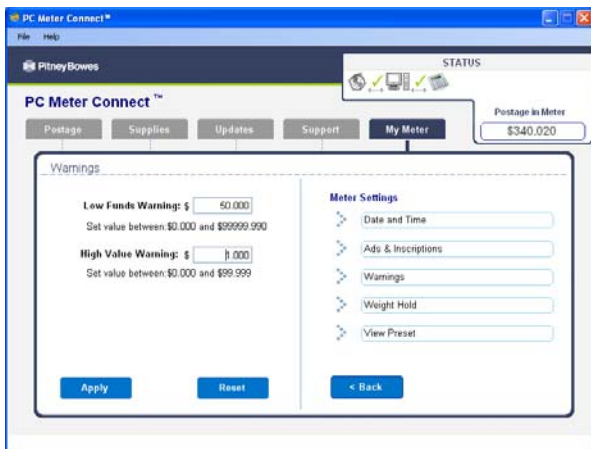 PC Meter Connect™
File Help
PitneyBowes
STATUS
PC Meter Connect ™
Postage in Meter
$340.020
Postage Supplies Updates Support My Meter
Warnings
Low Funds Warning: $ 50.000
Set value between:$0.000 and $99999.990
High Value Warning: $ 1.000
Set value between:$0.000 and $99.999
Meter Settings
Date and Time
Ads & Inscriptions
Warnings
Weight Hold
View Preset
Apply Reset < Back